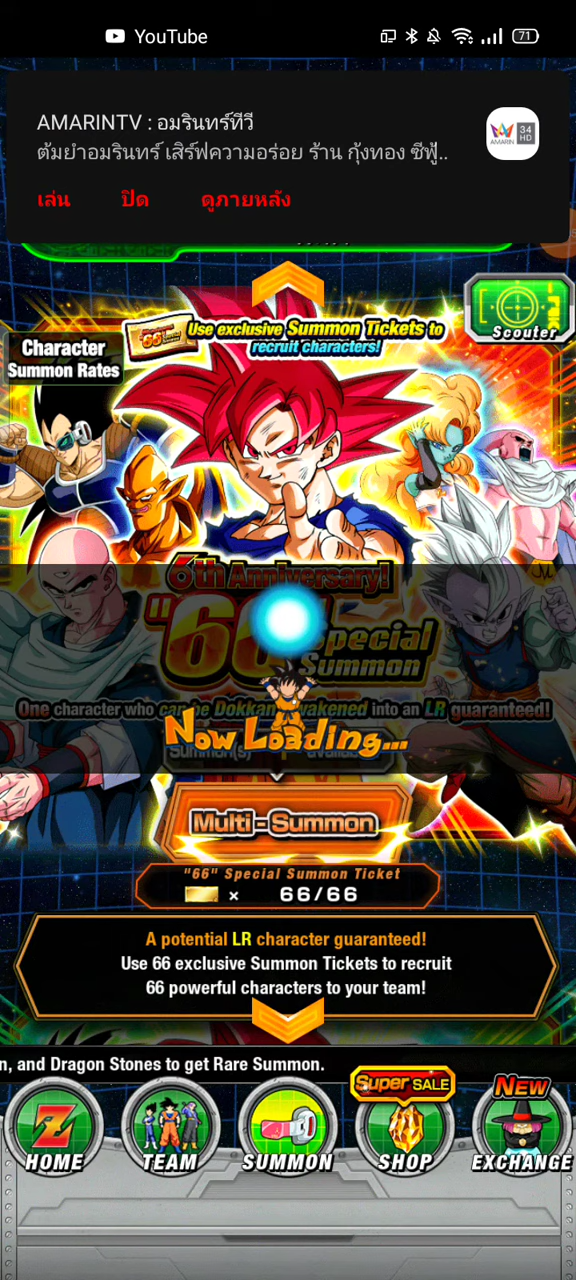 YouTube
71
AMARINTV : อมรินทร์ทีวี
ต้มยำอมรินทร์ เสิร์ฟความอร่อย ร้าน กุ้งทอง ซีฟู้..
AMARIN 34 HD
เล่น ปิด ดูภายหลัง
Scouter
Character
Summon Rates
"66"
Use exclusive Summon Tickets to
recruit characters!
6th Anniversary!
"66" Special
Summon
One character who can be Dokkan Awakened into an LR guaranteed!
Now Loading...
Summon(s)
Multi-Summon
"66" Special Summon Ticket
× 66/66
A potential LR character guaranteed!
Use 66 exclusive Summon Tickets to recruit
66 powerful characters to your team!
n, and Dragon Stones to get Rare Summon.
Super SALE
NEW
HOME TEAM SUMMON SHOP EXCHANGE